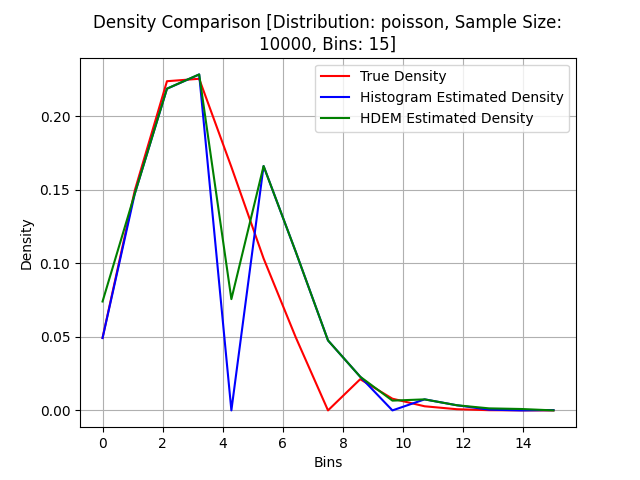 Density Comparison [Distribution: poisson, Sample Size:
10000, Bins: 15]
True Density
Histogram Estimated Density
HDEM Estimated Density
Density
0.20
0.15
0.10
0.05
0.00
0 2 4 6 8 10 12 14
Bins